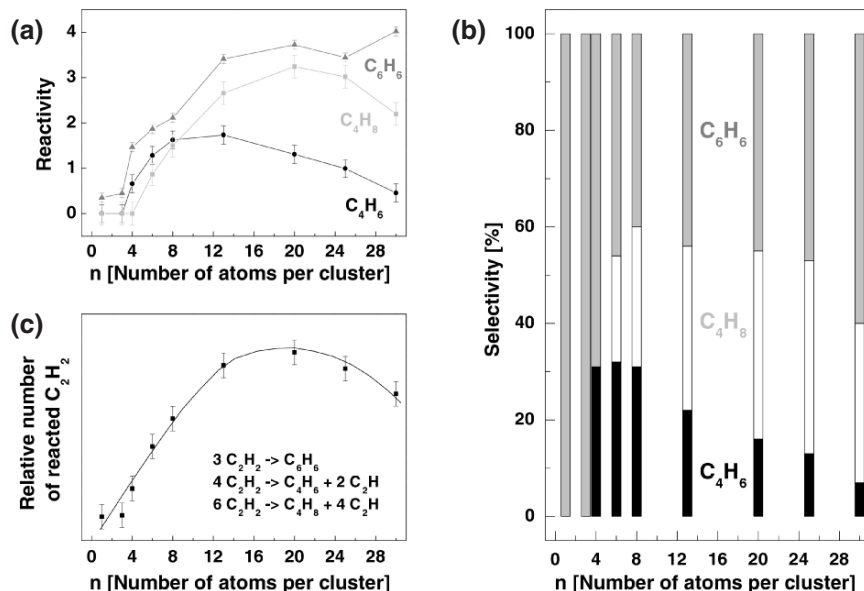 (a)
Reactivity
4
3
2
1
0
C₆H₆
C₄H₈
C₄H₆
0 4 8 12 16 20 24 28
n [Number of atoms per cluster]
(b)
Selectivity [%]
100
80
60
40
20
0
C₆H₆
C₄H₈
C₄H₆
0 4 8 12 16 20 24 28
n [Number of atoms per cluster]
(c)
Relative number
of reacted C₂H₂
3 C₂H₂ -> C₆H₆
4 C₂H₂ -> C₄H₆ + 2 C₂H
6 C₂H₂ -> C₄H₈ + 4 C₂H
0 4 8 12 16 20 24 28
n [Number of atoms per cluster]